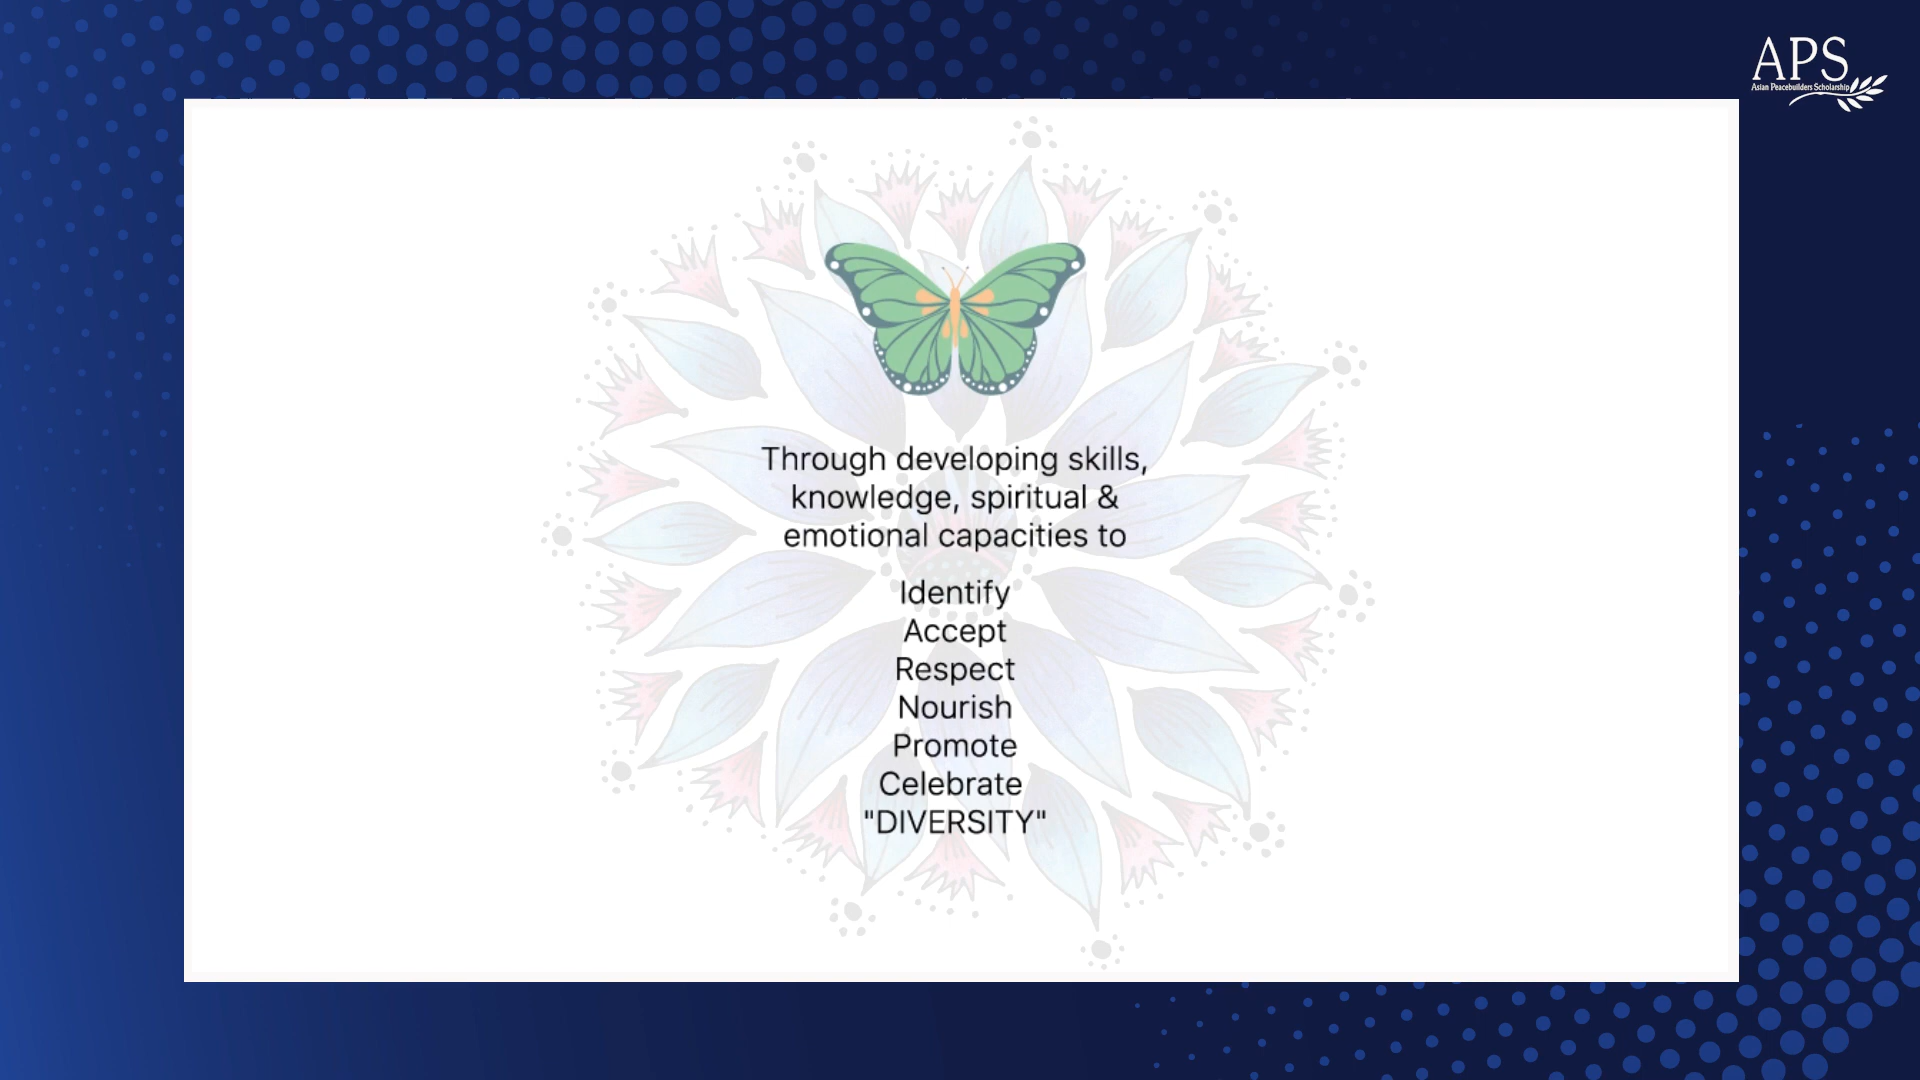 APS
Asian Peacebuilders Scholarship
Through developing skills,
knowledge, spiritual &
emotional capacities to
Identify
Accept
Respect
Nourish
Promote
Celebrate
"DIVERSITY"